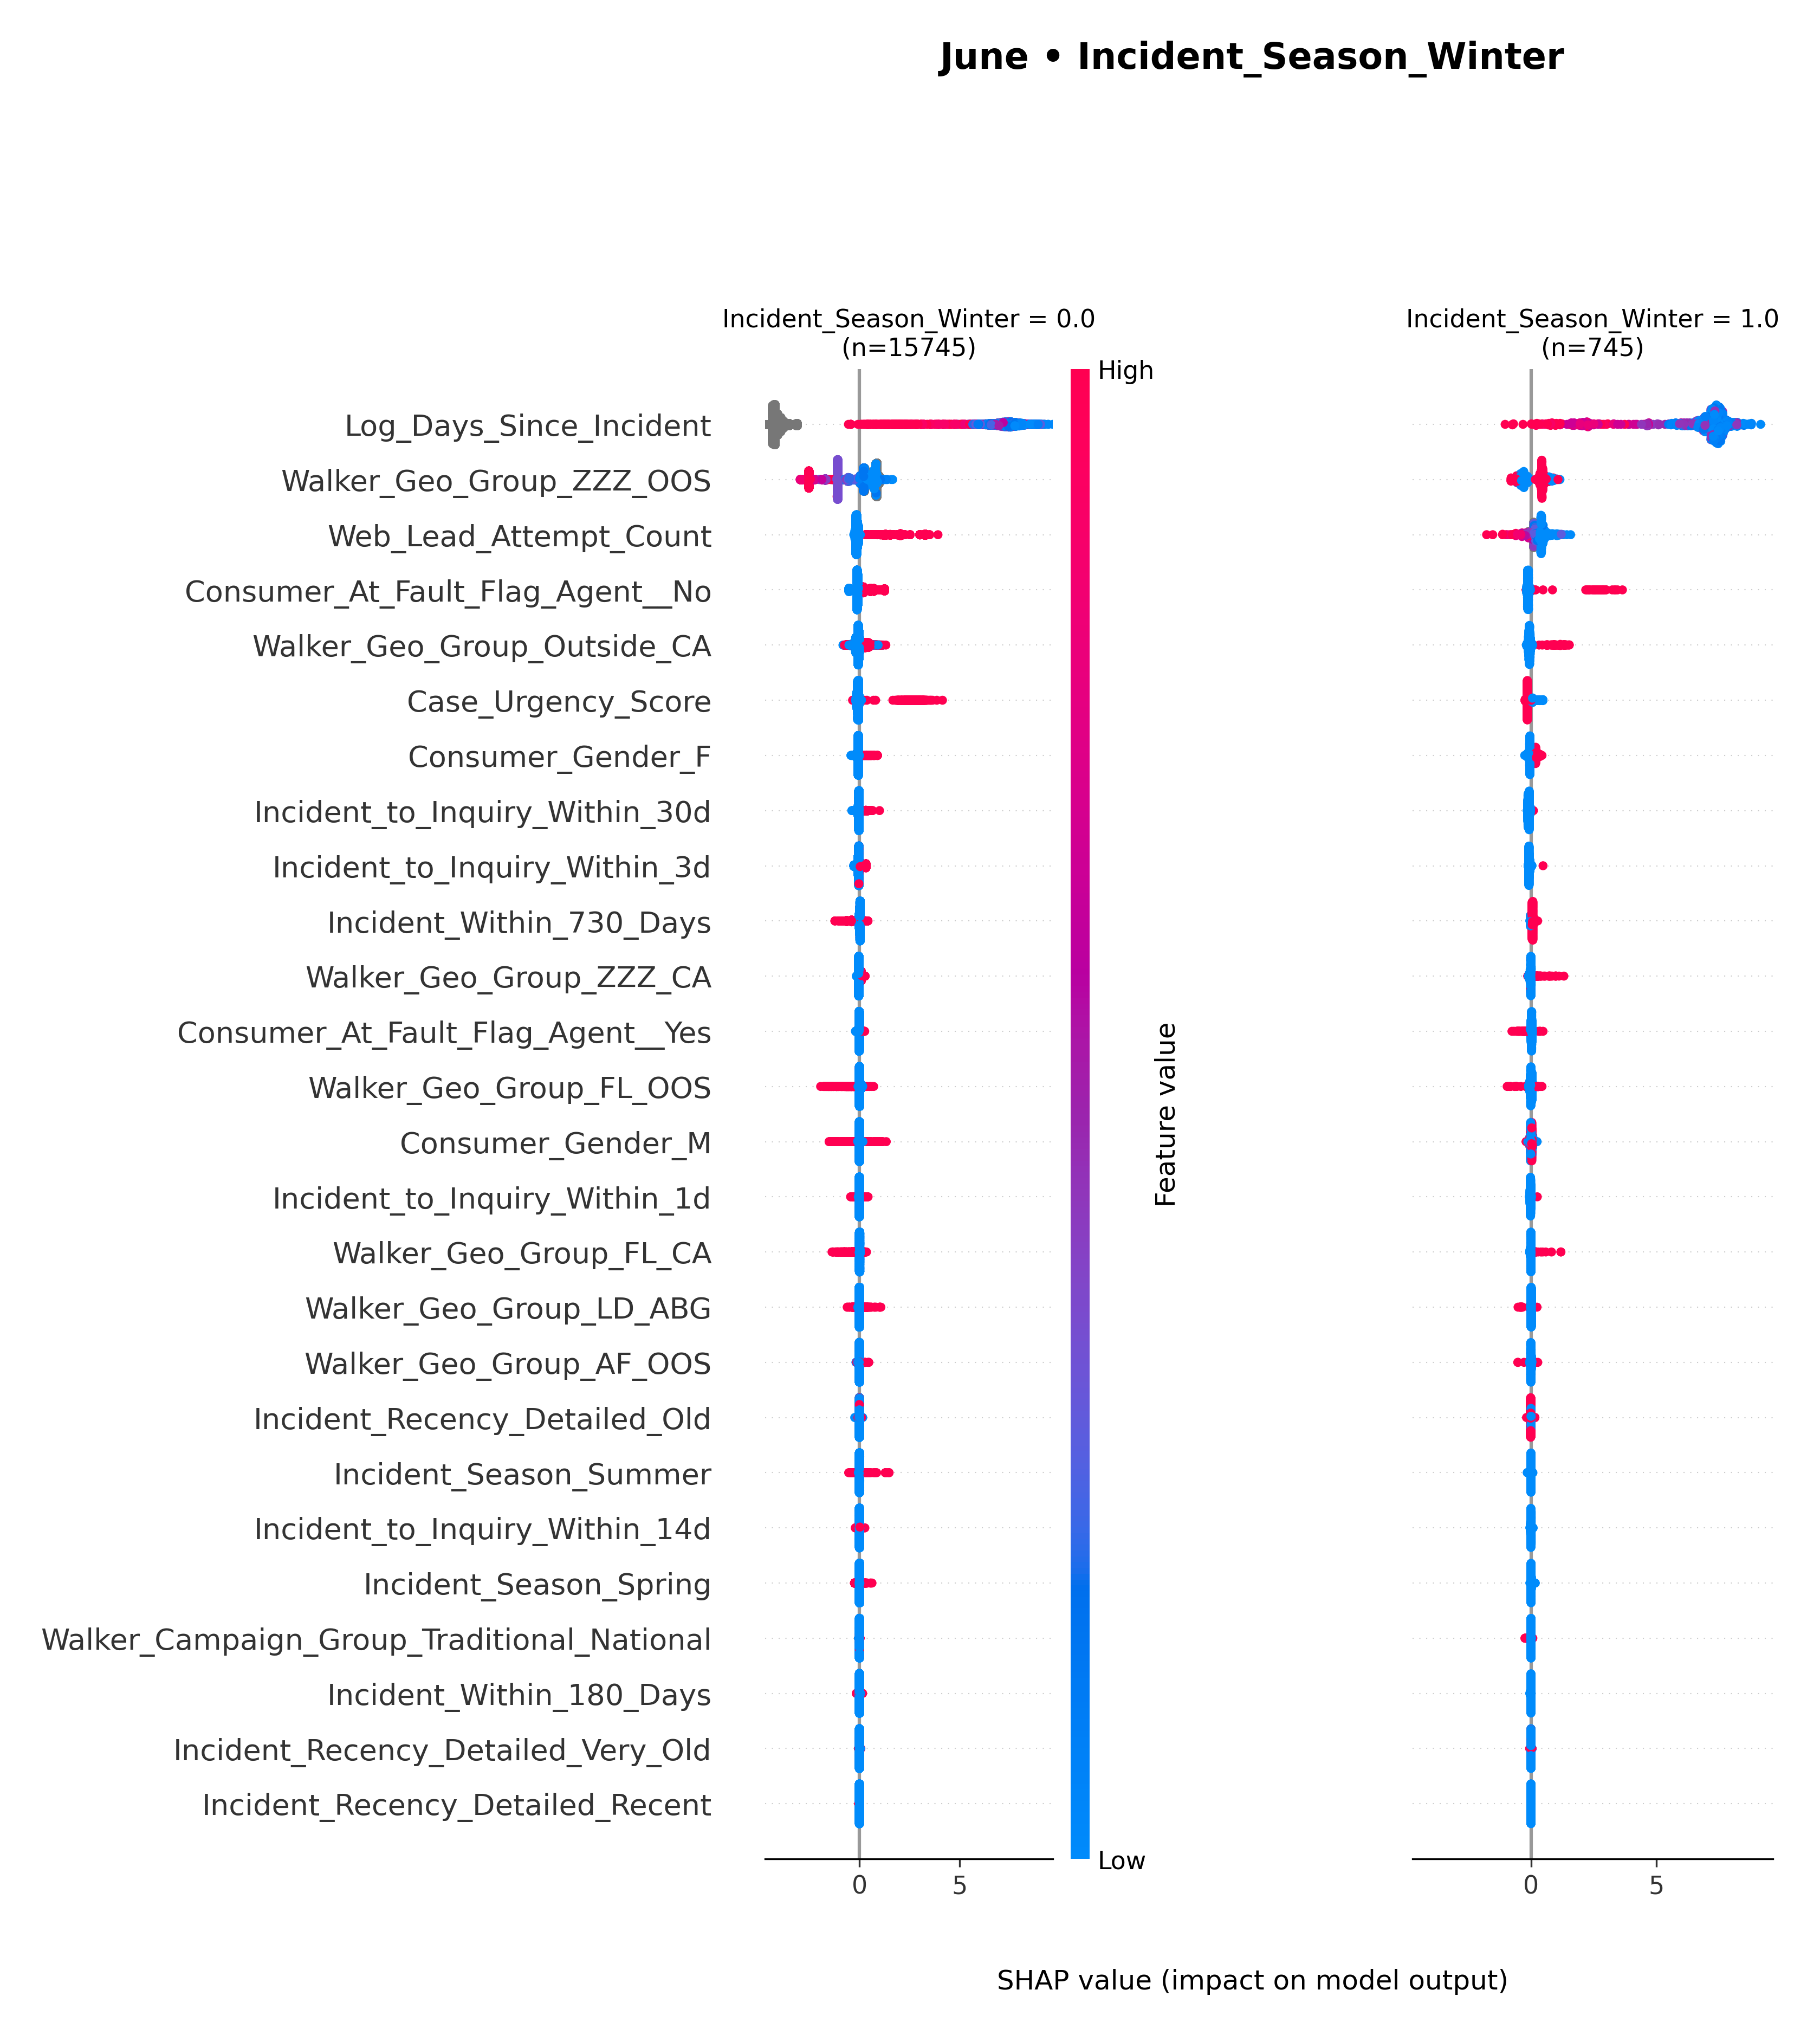 June • Incident_Season_Winter
Incident_Season_Winter = 0.0
(n=15745)
Incident_Season_Winter = 1.0
(n=745)
High
Log_Days_Since_Incident
Walker_Geo_Group_ZZZ_OOS
Web_Lead_Attempt_Count
Consumer_At_Fault_Flag_Agent__No
Walker_Geo_Group_Outside_CA
Case_Urgency_Score
Consumer_Gender_F
Incident_to_Inquiry_Within_30d
Incident_to_Inquiry_Within_3d
Incident_Within_730_Days
Walker_Geo_Group_ZZZ_CA
Consumer_At_Fault_Flag_Agent__Yes
Walker_Geo_Group_FL_OOS
Consumer_Gender_M
Incident_to_Inquiry_Within_1d
Walker_Geo_Group_FL_CA
Walker_Geo_Group_LD_ABG
Walker_Geo_Group_AF_OOS
Incident_Recency_Detailed_Old
Incident_Season_Summer
Incident_to_Inquiry_Within_14d
Incident_Season_Spring
Walker_Campaign_Group_Traditional_National
Incident_Within_180_Days
Incident_Recency_Detailed_Very_Old
Incident_Recency_Detailed_Recent
Feature value
Low
0 5
0 5
SHAP value (impact on model output)